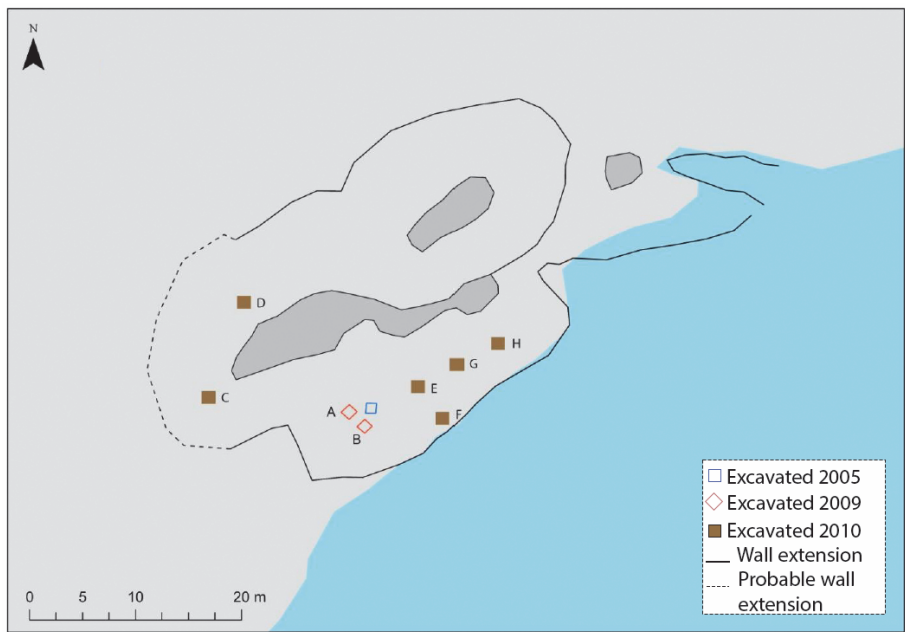 N
D
H
G
E
C
A
F
B
Excavated 2005
Excavated 2009
Excavated 2010
Wall extension
Probable wall
extension
0 5 10 20 m